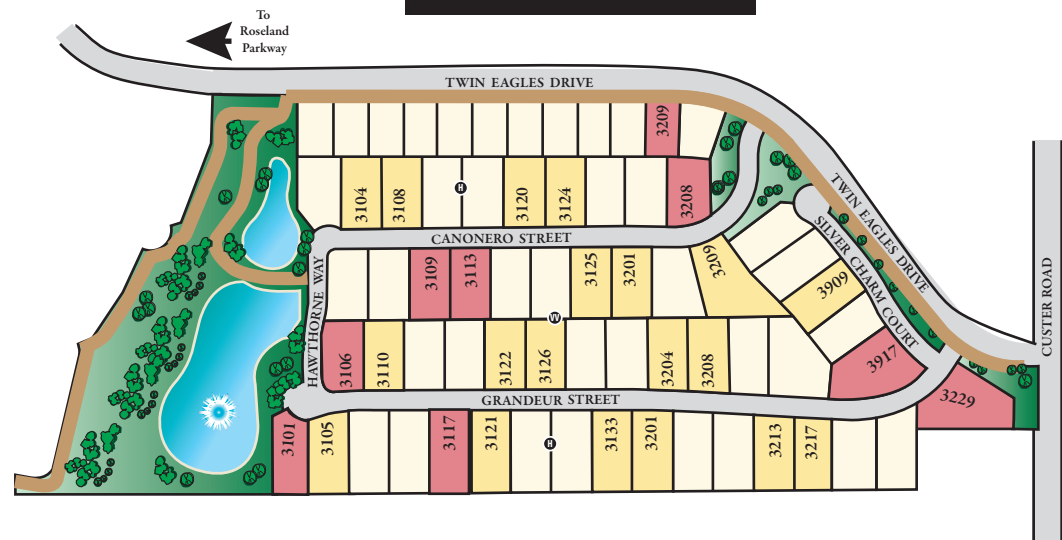 To
Roseland
Parkway
TWIN EAGLES DRIVE
3209
3104
3108
H
3120
3124
3208
TWIN EAGLES DRIVE
CANONERO STREET
SILVER CHARM COURT
HAWTHORNE WAY
3109
3113
3125
3201
3209
3909
CUSTER ROAD
W
3106
3110
3122
3126
3204
3208
3917
GRANDEUR STREET
3229
3101
3105
3117
3121
H
3133
3201
3213
3217